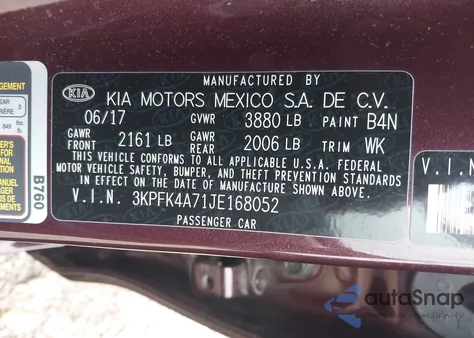 MANUFACTURED BY
KIA KIA MOTORS MEXICO S.A. DE C.V.
06/17 GVWR 3880 LB PAINT B4N
GAWR FRONT 2161 LB GAWR REAR 2006 LB TRIM WK
THIS VEHICLE CONFORMS TO ALL APPLICABLE U.S.A. FEDERAL
MOTOR VEHICLE SAFETY, BUMPER, AND THEFT PREVENTION STANDARDS
IN EFFECT ON THE DATE OF MANUFACTURE SHOWN ABOVE.
V.I.N. 3KPFK4A71JE168052
PASSENGER CAR
B760
V.I.N
autoSnap